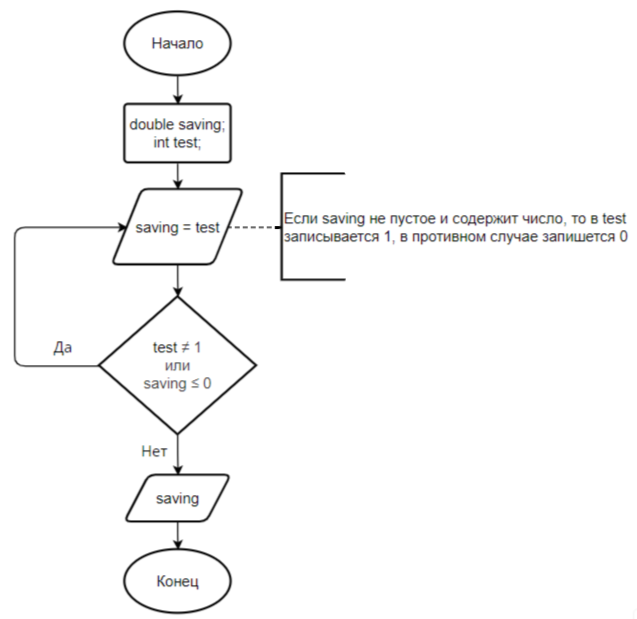 Начало
double saving;
int test;
saving = test
Если saving не пустое и содержит число, то в test
записывается 1, в противном случае запишется 0
Да
test ≠ 1
или
saving ≤ 0
Нет
saving
Конец